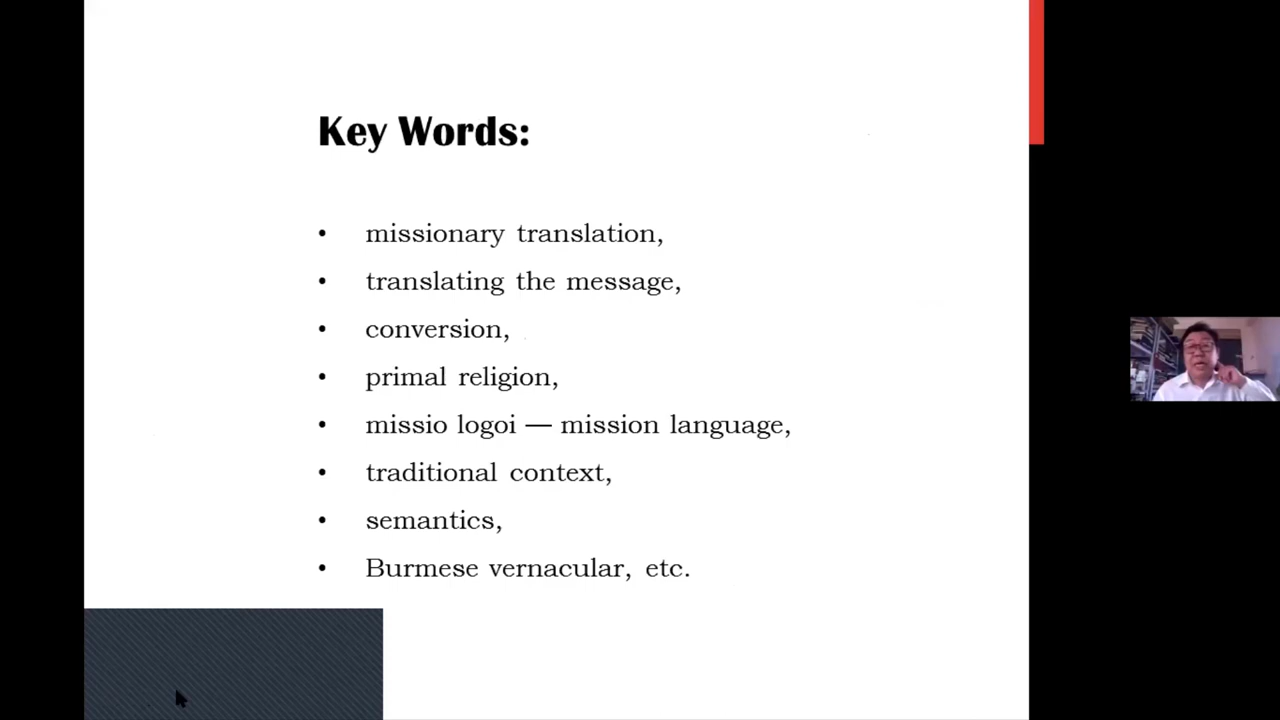 Key Words:
• missionary translation,
• translating the message,
• conversion,
• primal religion,
• missio logoi — mission language,
• traditional context,
• semantics,
• Burmese vernacular, etc.